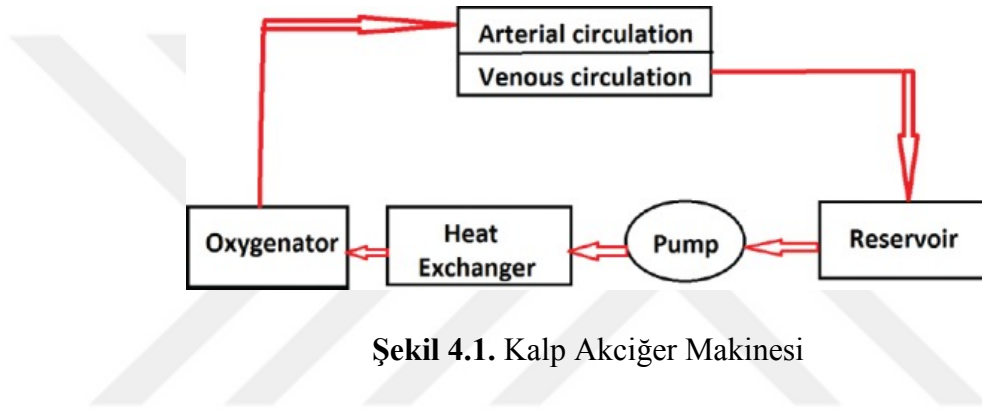 Arterial circulation
Venous circulation
Oxygenator
Heat
Exchanger
Pump
Reservoir
Şekil 4.1. Kalp Akciğer Makinesi